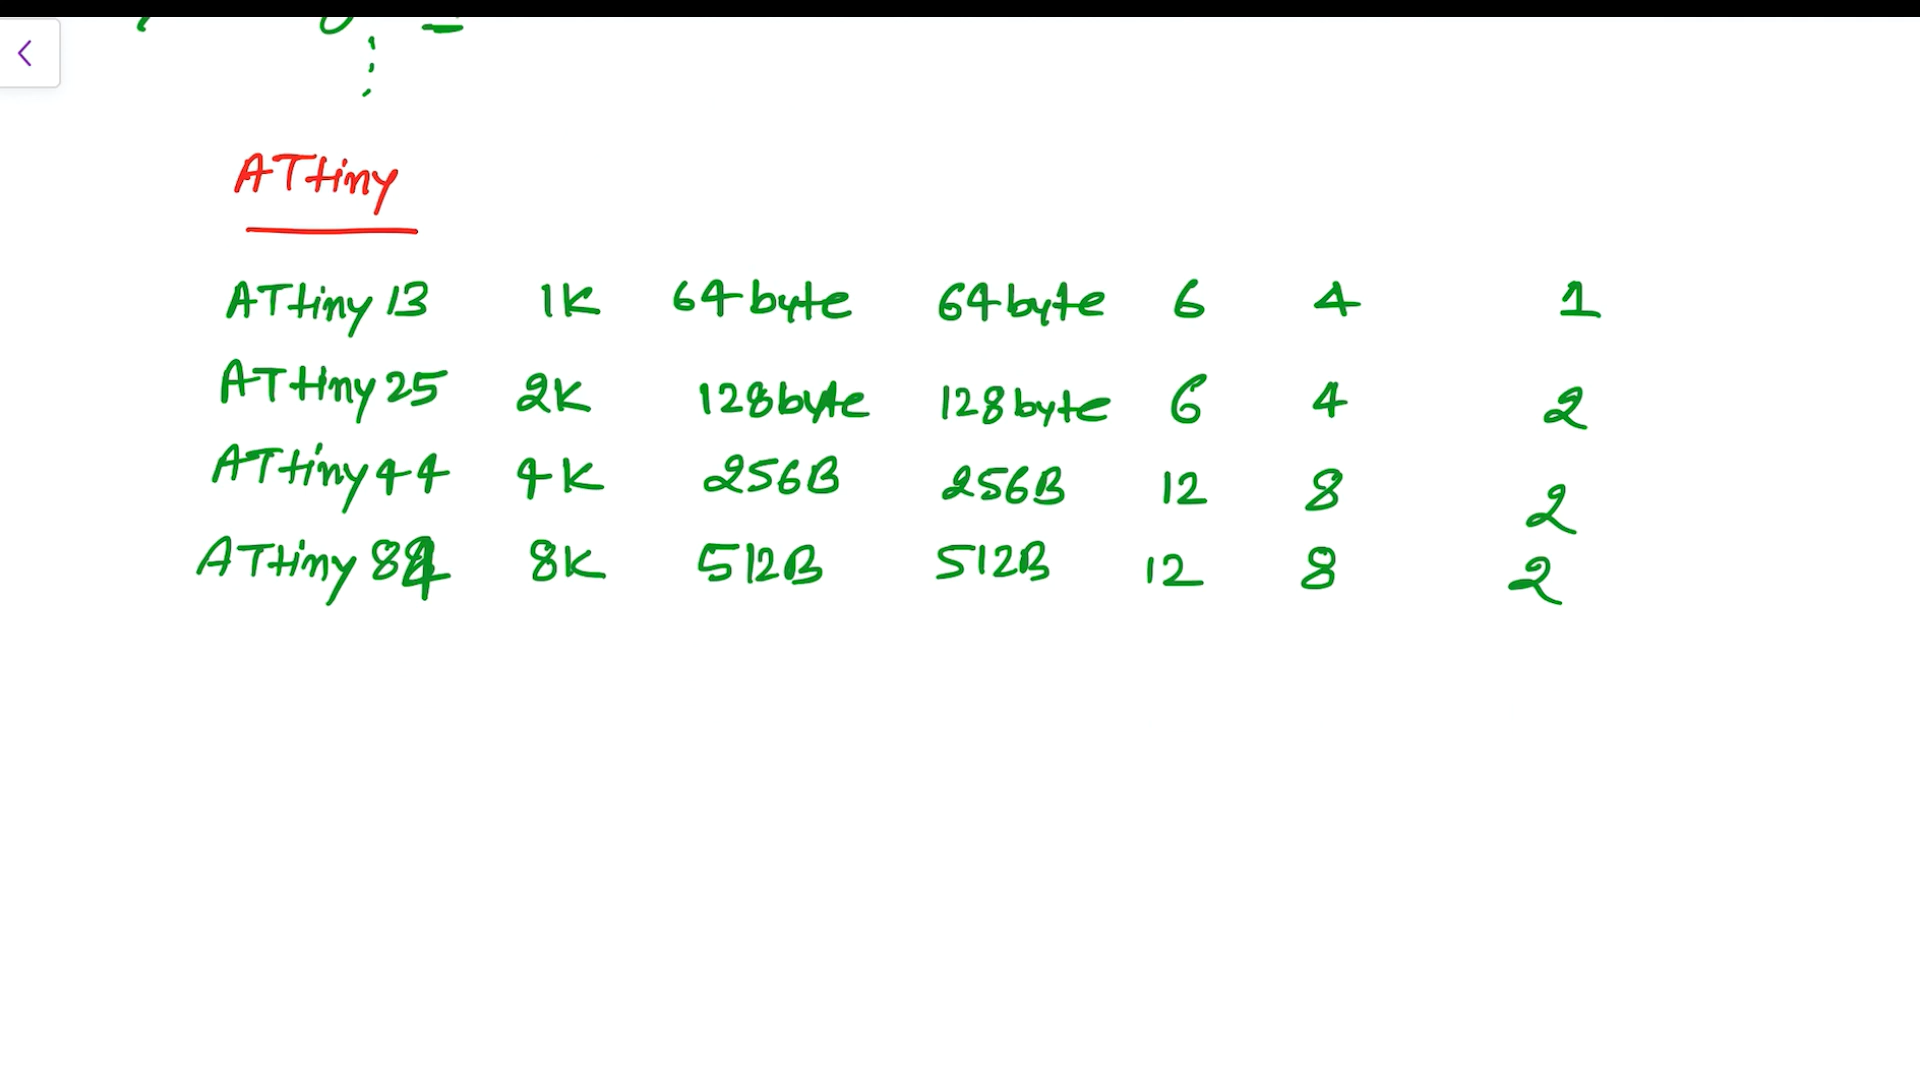 ATtiny
ATtiny 13 1K 64 byte 64 byte 6 4 1
ATtiny 25 2K 128 byte 128 byte 6 4 2
ATtiny 44 4K 256B 256B 12 8 2
ATtiny 84 8K 512B 512B 12 8 2